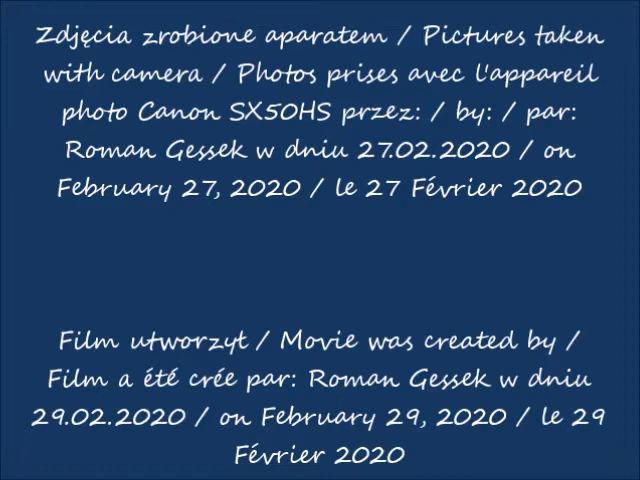 Zdjęcia zrobione aparatem / Pictures taken
with camera / Photos prises avec l'appareil
photo Canon SX50HS przez: / by: / par:
Roman Gessek w dniu 27.02.2020 / on
February 27, 2020 / le 27 Février 2020
Film utworzył / Movie was created by /
Film a été crée par: Roman Gessek w dniu
29.02.2020 / on February 29, 2020 / le 29
Février 2020